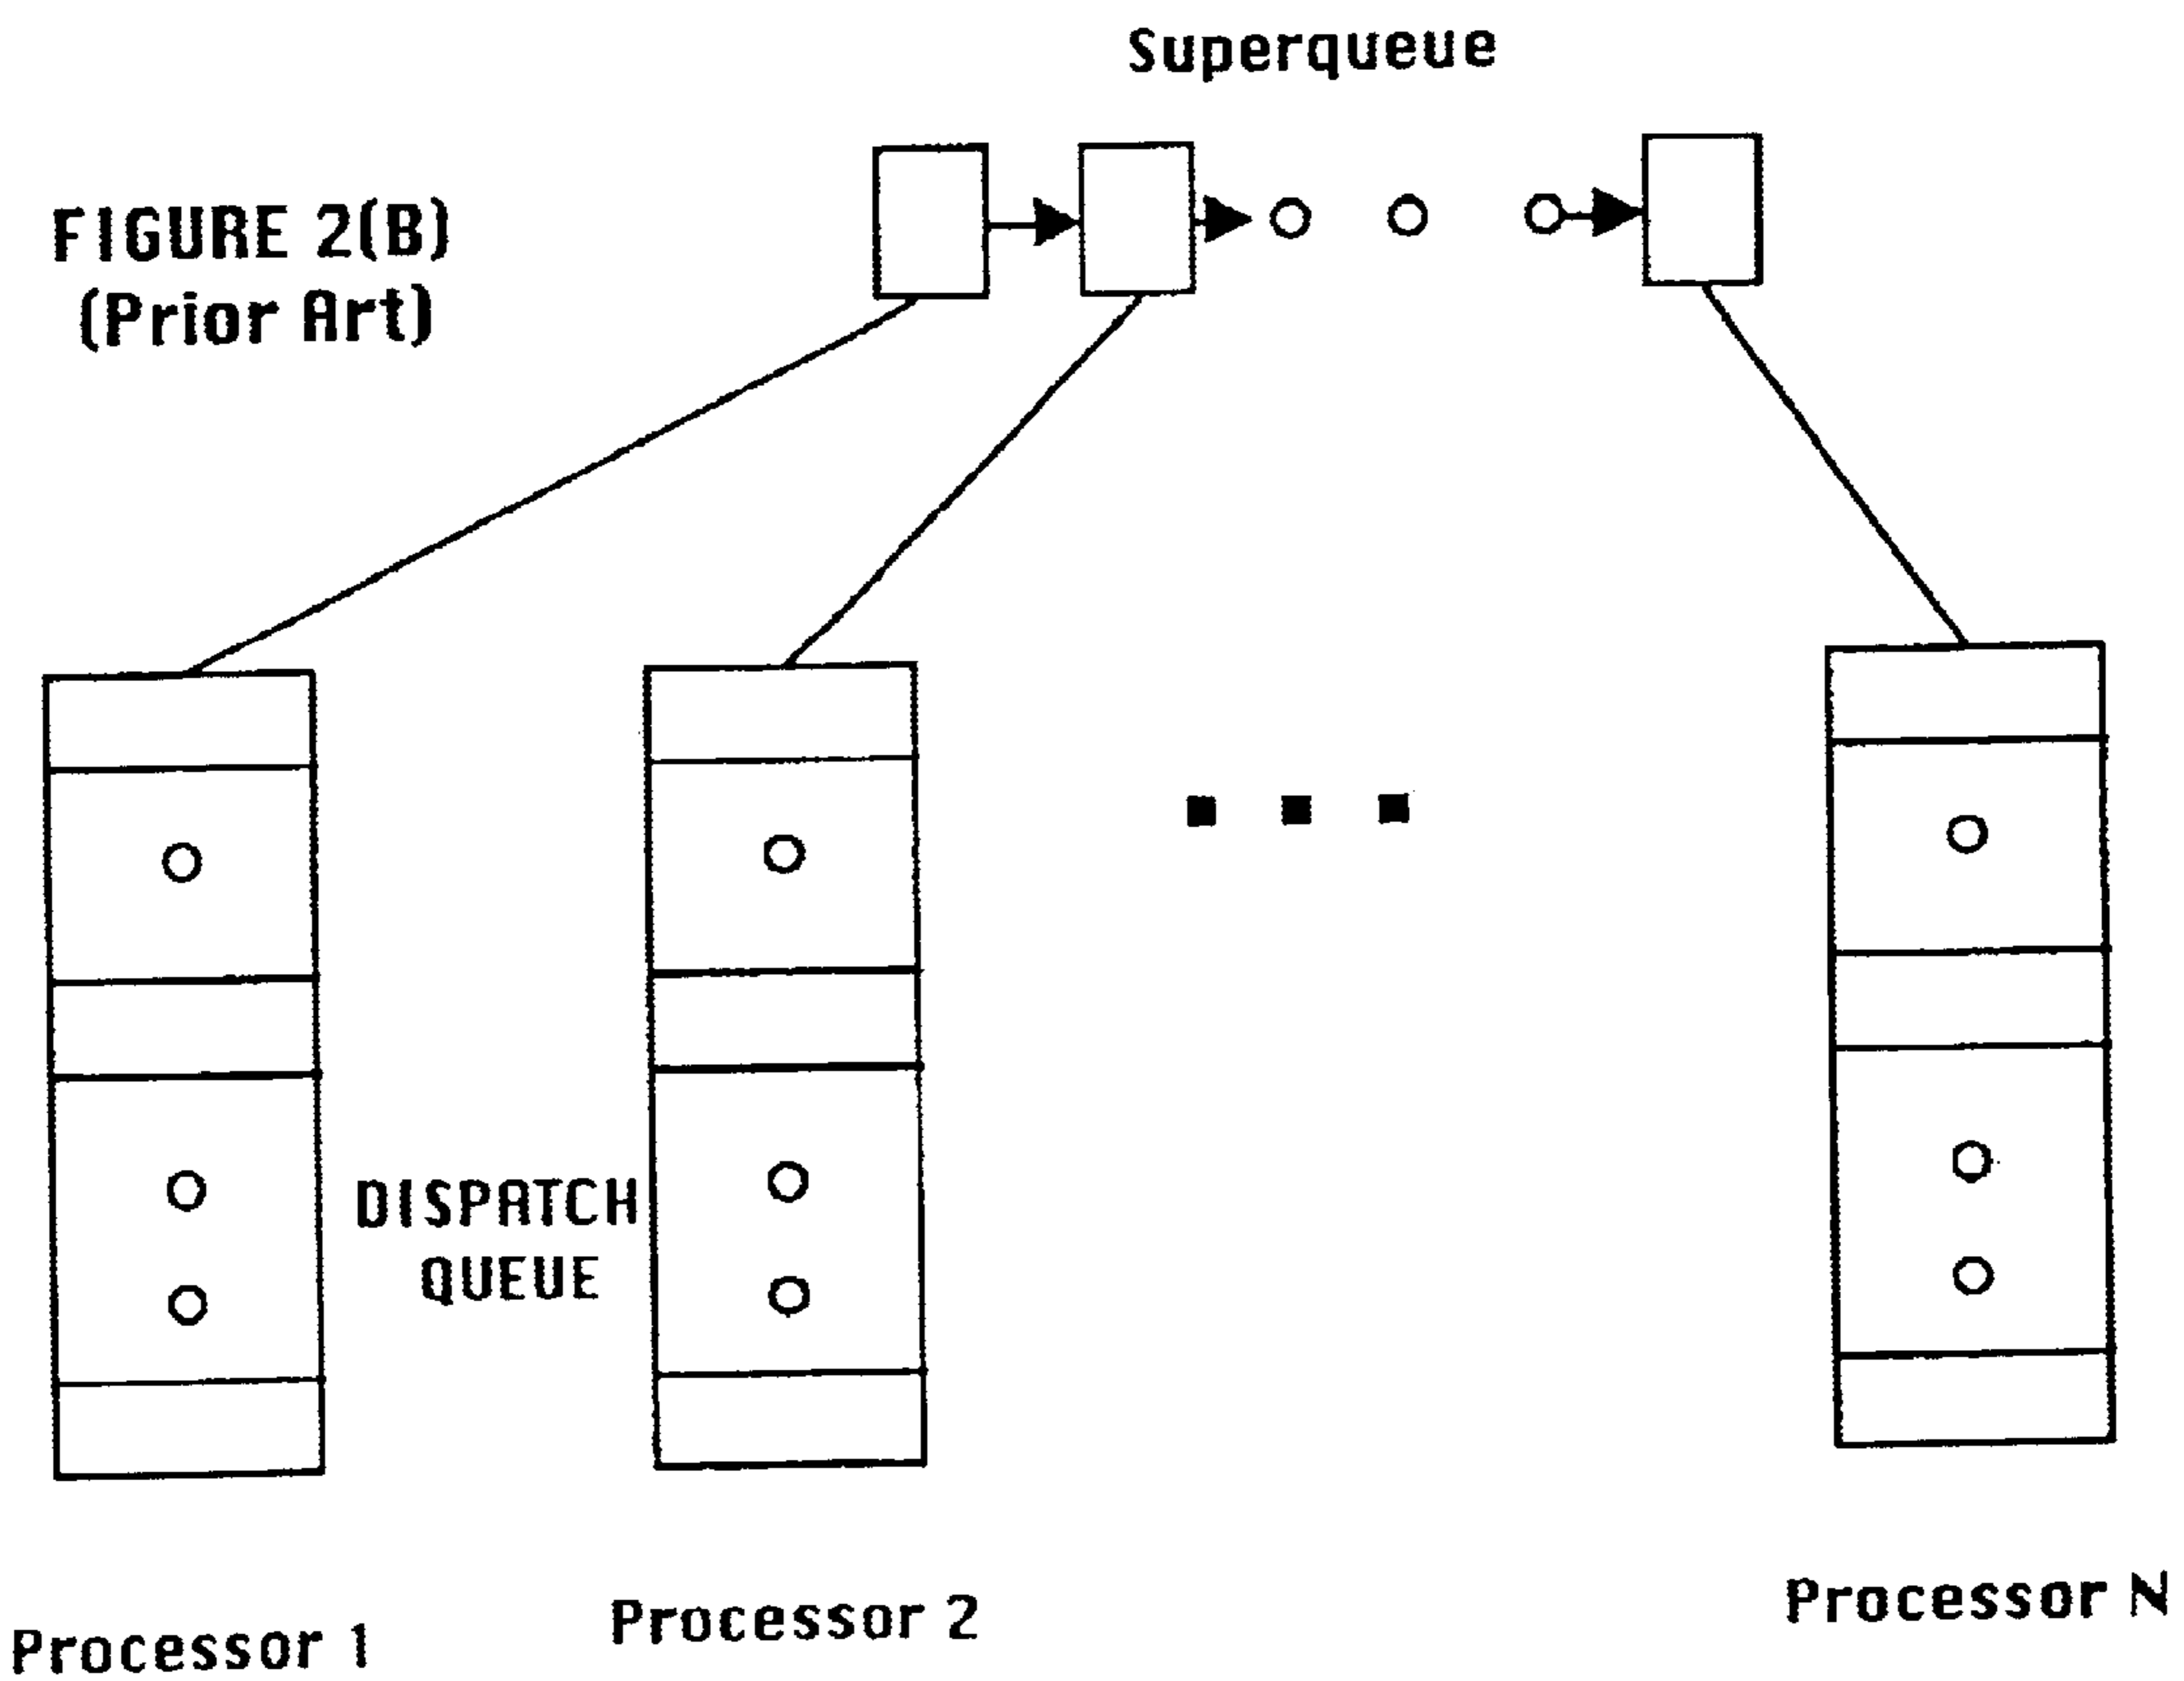 Superqueue
FIGURE 2(B)
(Prior Art)
DISPATCH
QUEUE
Processor 1
Processor 2
Processor N